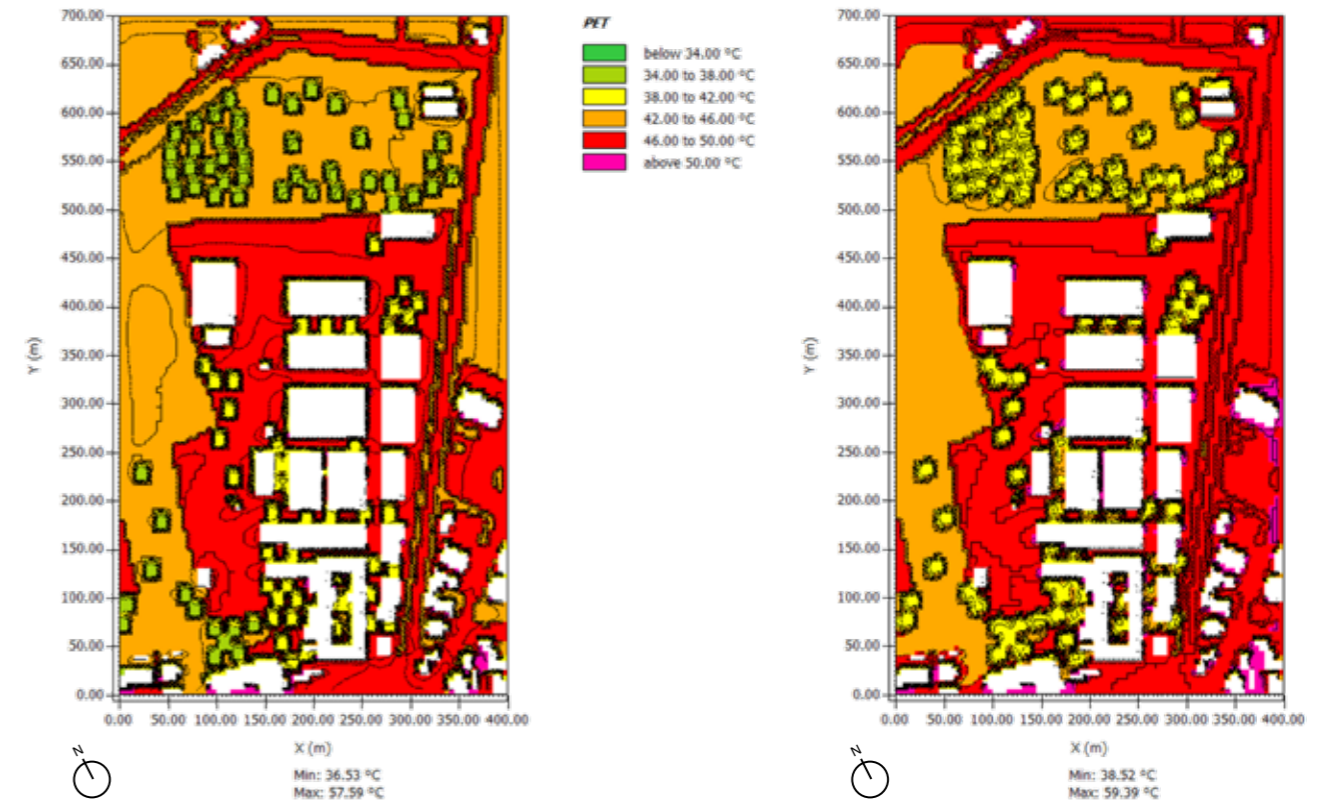 700.00
650.00
600.00
550.00
500.00
450.00
400.00
350.00
300.00
250.00
200.00
150.00
100.00
50.00
0.00
Y (m)
0.00 50.00 100.00 150.00 200.00 250.00 300.00 350.00 400.00
X (m)
N
Min: 36.53 °C
Max: 57.59 °C
PET
below 34.00 °C
34.00 to 38.00 °C
38.00 to 42.00 °C
42.00 to 46.00 °C
46.00 to 50.00 °C
above 50.00 °C
700.00
650.00
600.00
550.00
500.00
450.00
400.00
350.00
300.00
250.00
200.00
150.00
100.00
50.00
0.00
Y (m)
0.00 50.00 100.00 150.00 200.00 250.00 300.00 350.00 400.00
X (m)
N
Min: 38.52 °C
Max: 59.39 °C